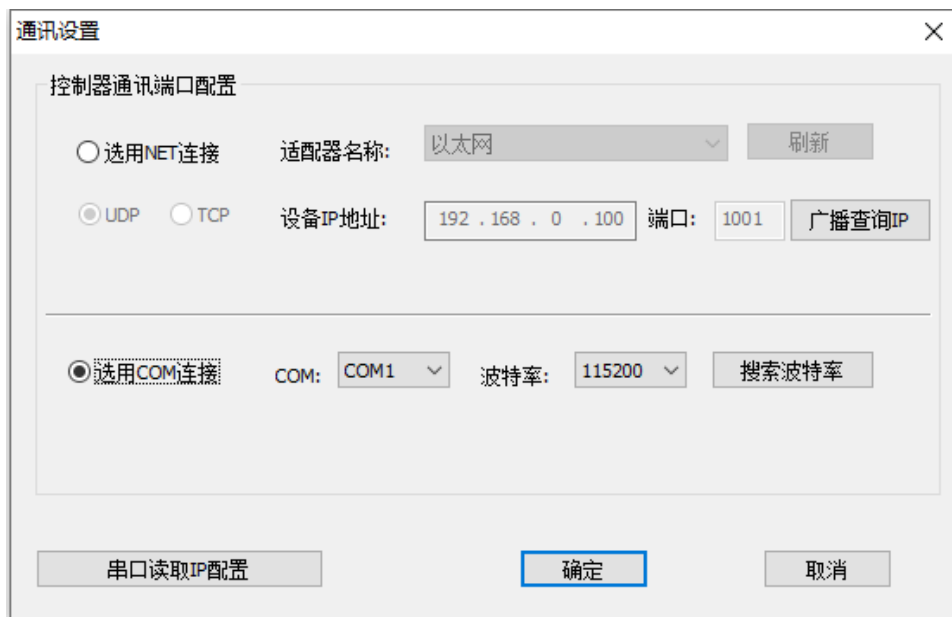 通讯设置
控制器通讯端口配置
选用NET连接 适配器名称: 以太网 刷新
UDP TCP 设备IP地址: 192 . 168 . 0 . 100 端口: 1001 广播查询IP
选用COM连接 COM: COM1 波特率: 115200 搜索波特率
串口读取IP配置 确定 取消